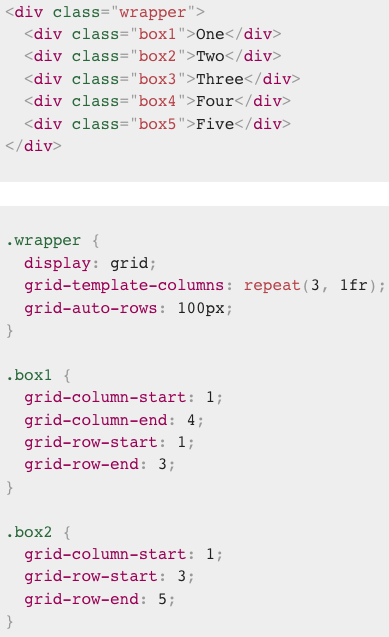 <div class="wrapper">
  <div class="box1">One</div>
  <div class="box2">Two</div>
  <div class="box3">Three</div>
  <div class="box4">Four</div>
  <div class="box5">Five</div>
</div>
.wrapper {
  display: grid;
  grid-template-columns: repeat(3, 1fr);
  grid-auto-rows: 100px;
}
.box1 {
  grid-column-start: 1;
  grid-column-end: 4;
  grid-row-start: 1;
  grid-row-end: 3;
}
.box2 {
  grid-column-start: 1;
  grid-row-start: 3;
  grid-row-end: 5;
}